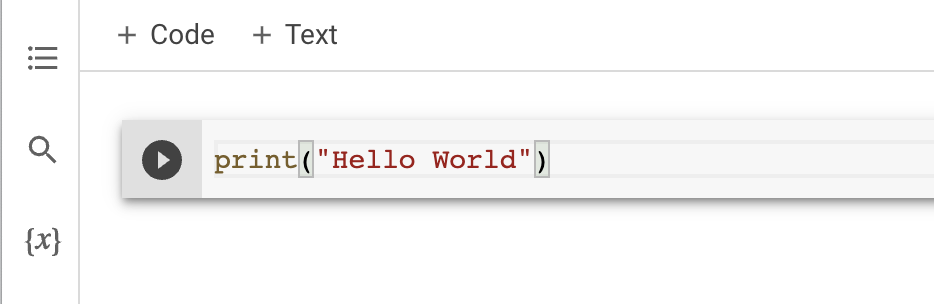 + Code + Text
print("Hello World")
{x}